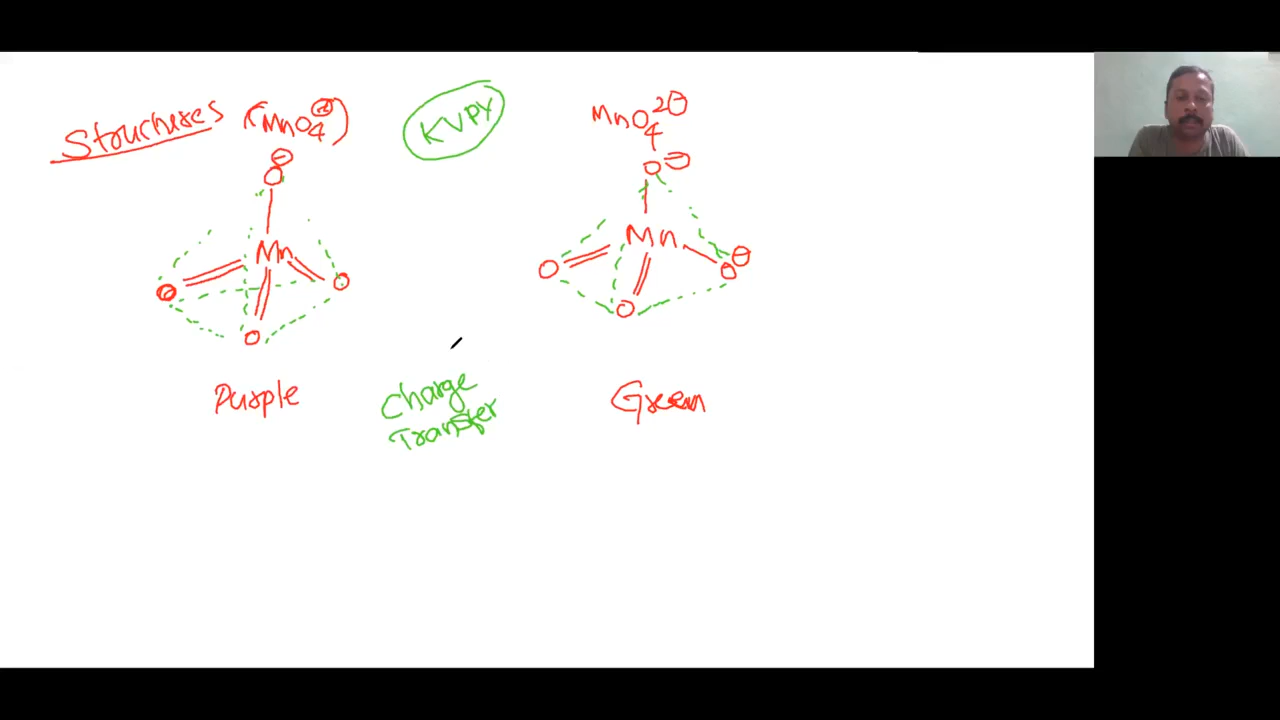 Structures (MnO4⊖)
KVPY
MnO4 2⊖
O⊖
Mn
O
O
O
Purple
Charge
Transfer
O⊖
Mn
O
O
O⊖
Green